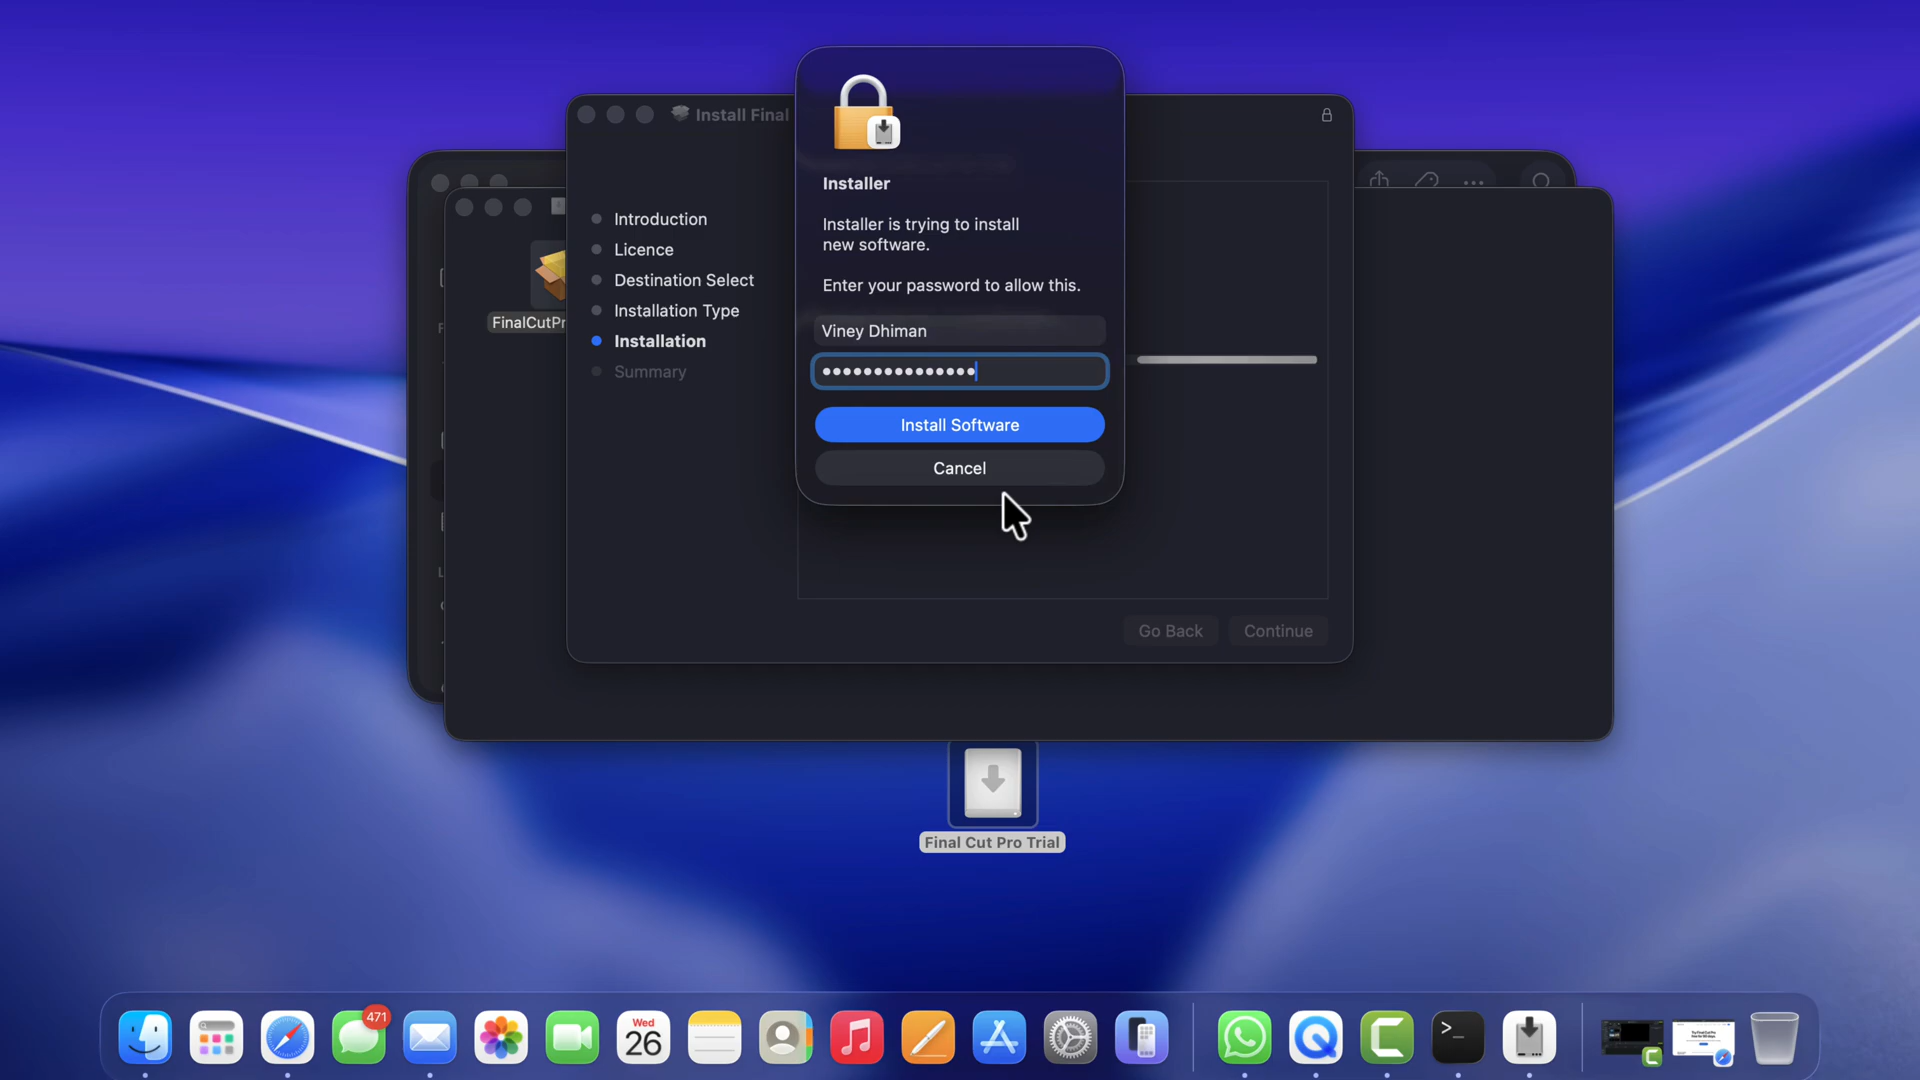 Install Final
Installer
Installer is trying to install
new software.
Enter your password to allow this.
Viney Dhiman
Install Software
Cancel
Introduction
Licence
Destination Select
Installation Type
Installation
Summary
FinalCutPr
Go Back
Continue
Final Cut Pro Trial
471
Wed
26